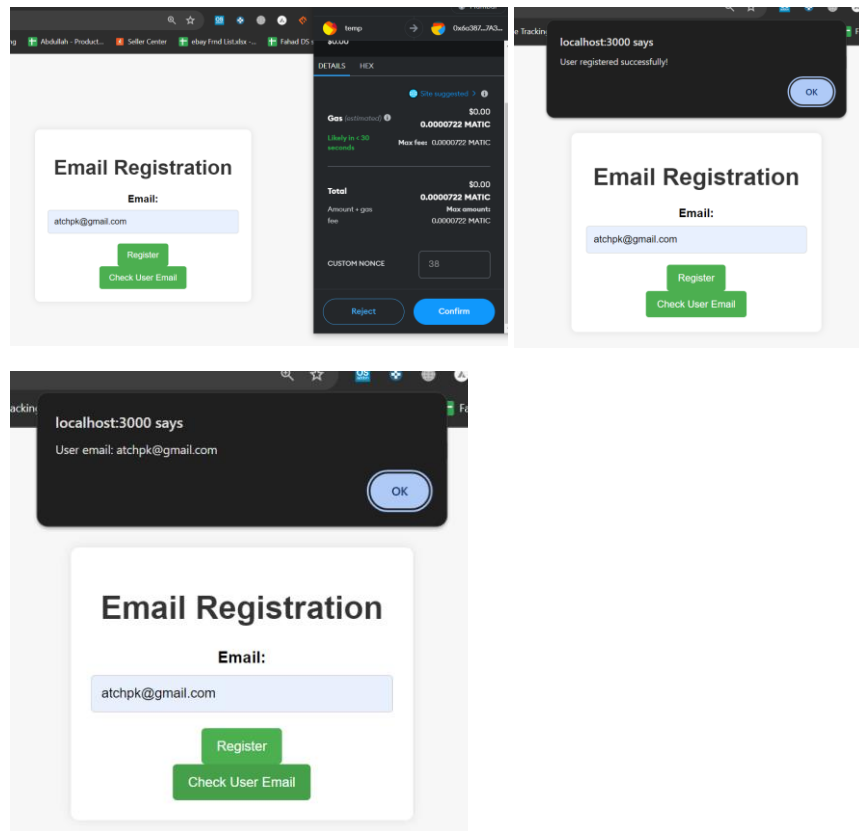 temp
0x6a387...7A3...
Abdullah - Product...
Seller Center
ebay Frnd List.xlsx -...
Fahad DS s
$0.00
DETAILS
HEX
Site suggested >
Gas (estimated)
$0.00
0.0000722 MATIC
Likely in < 30
seconds
Max fee: 0.0000722 MATIC
Total
$0.00
0.0000722 MATIC
Amount + gas
fee
Max amount:
0.0000722 MATIC
CUSTOM NONCE
38
Reject
Confirm
Email Registration
Email:
atchpk@gmail.com
Register
Check User Email
e Trackin
localhost:3000 says
User registered successfully!
OK
Email Registration
Email:
atchpk@gmail.com
Register
Check User Email
acking
localhost:3000 says
User email: atchpk@gmail.com
OK
Email Registration
Email:
atchpk@gmail.com
Register
Check User Email